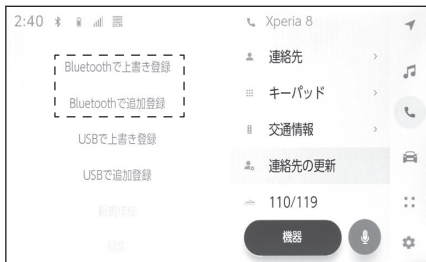 2:40
Bluetoothで上書き登録
Bluetoothで追加登録
USBで上書き登録
USBで追加登録
Xperia 8
連絡先
キーパッド
交通情報
連絡先の更新
110/119
機器